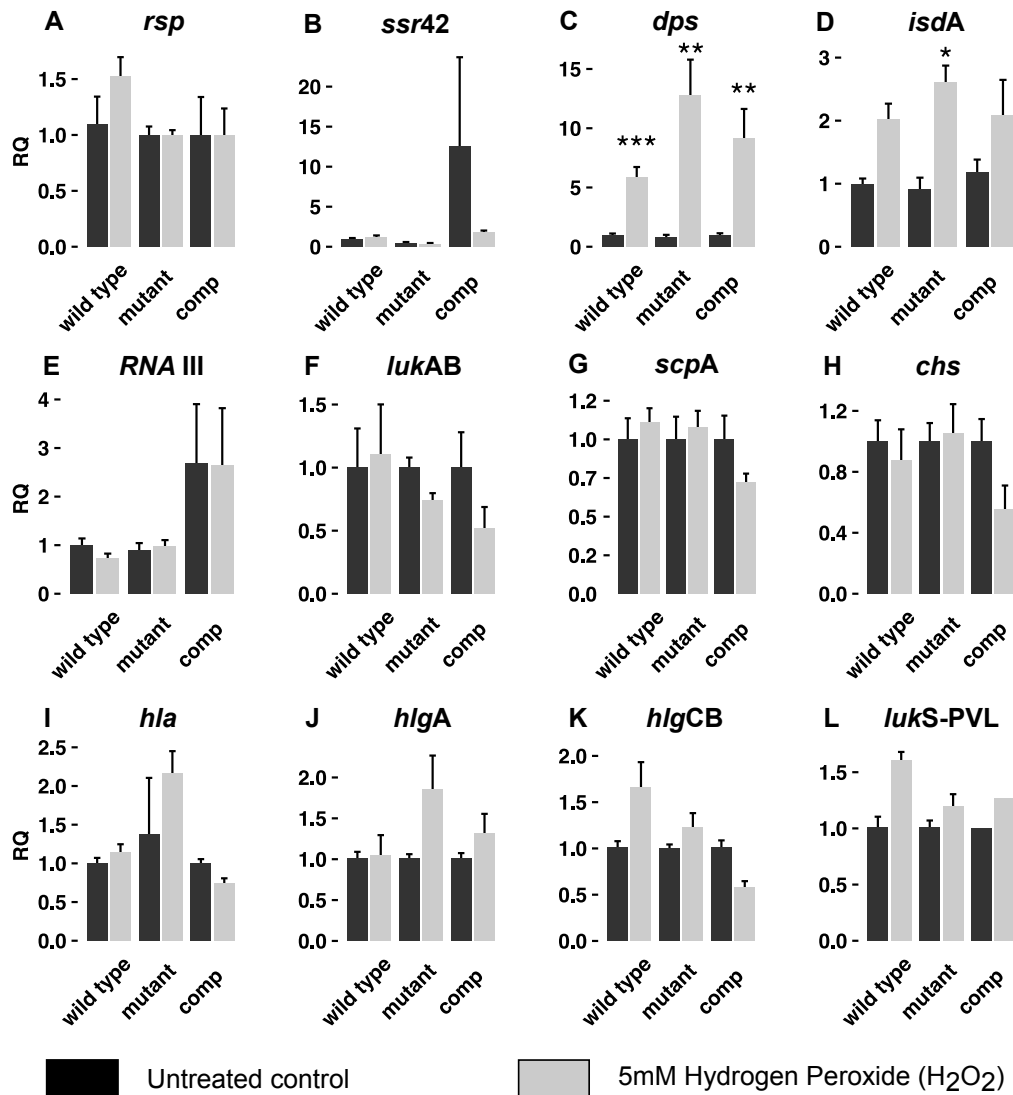 A rsp
B ssr42
C dps
D isdA
1.5
1.0
0.5
0.0
RQ
20
15
10
5
0
15
10
5
0
*** ** **
3
2
1
0
*
wild type mutant comp
wild type mutant comp
wild type mutant comp
wild type mutant comp
E RNA III
F lukAB
G scpA
H chs
4
3
2
1
0
RQ
1.5
1.0
0.5
0.0
1.2
1.0
0.7
0.5
0.2
0.0
1.2
0.8
0.4
0.0
wild type mutant comp
wild type mutant comp
wild type mutant comp
wild type mutant comp
I hla
J hlgA
K hlgCB
L lukS-PVL
2.5
2.0
1.5
1.0
0.5
0.0
RQ
2.0
1.5
1.0
0.5
0.0
2.0
1.5
1.0
0.5
0.0
1.5
1.0
0.5
0.0
wild type mutant comp
wild type mutant comp
wild type mutant comp
wild type mutant comp
Untreated control
5mM Hydrogen Peroxide (H₂O₂)